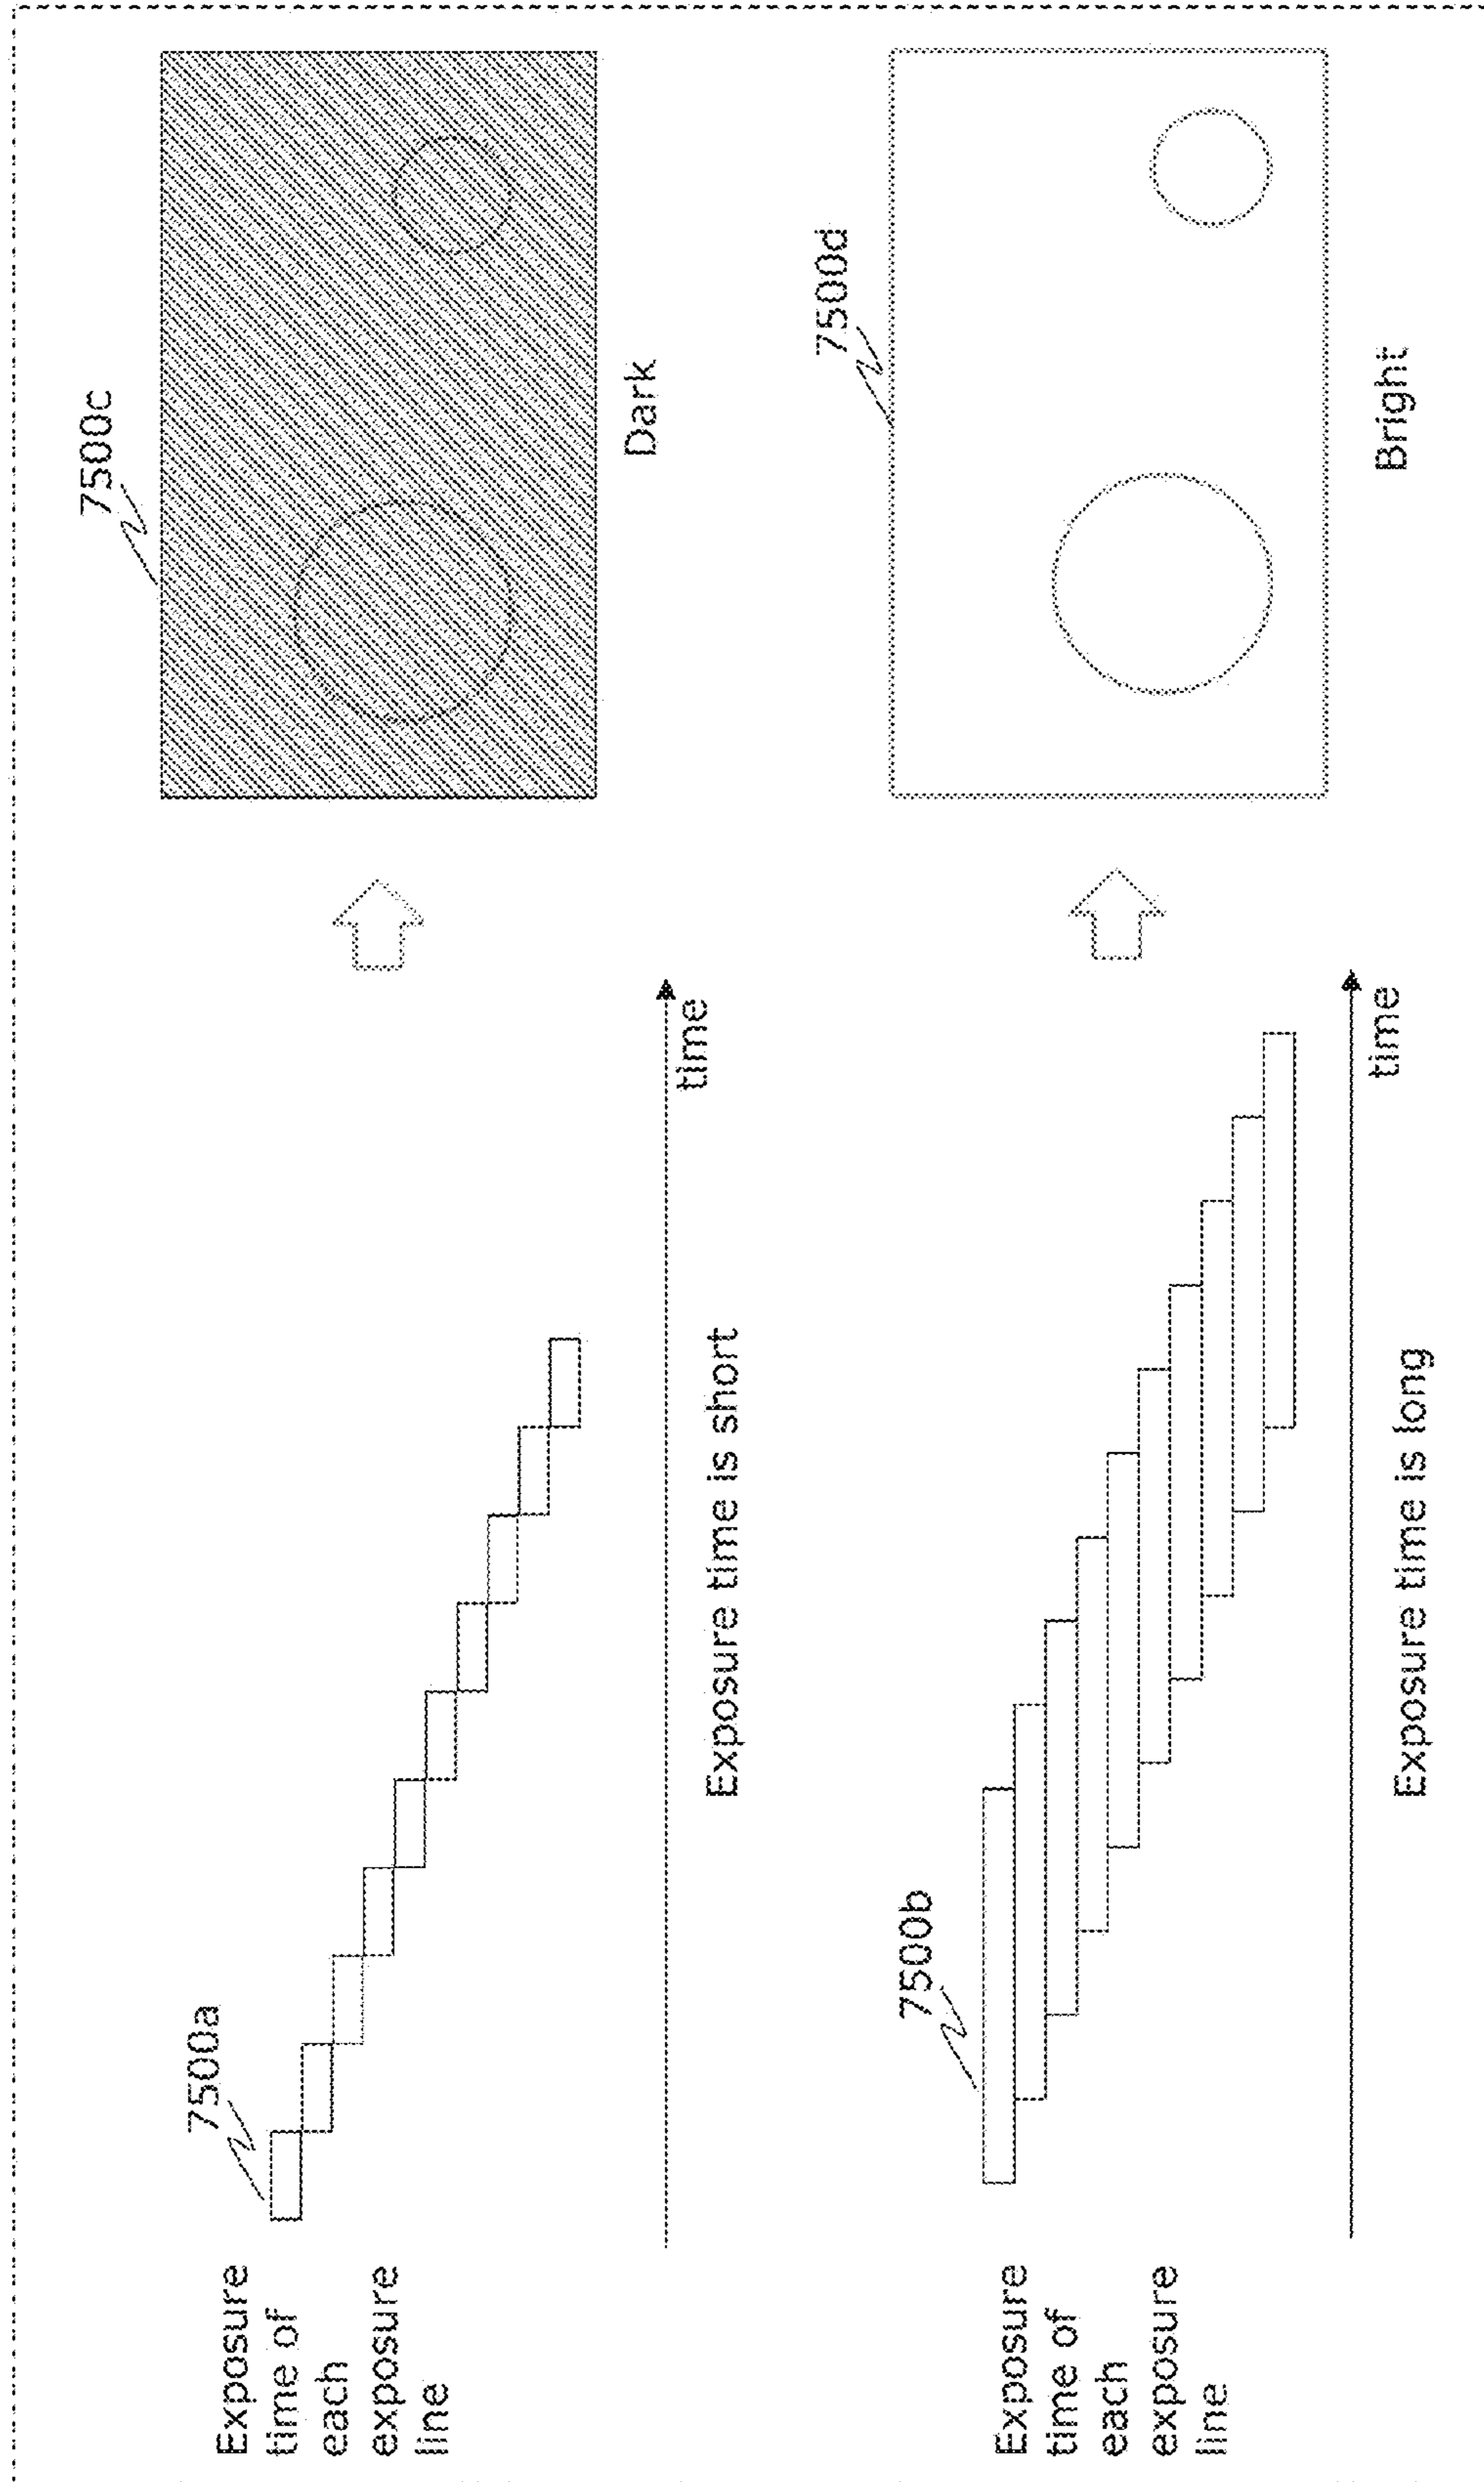 7500c
7500a
Exposure
time of
each
exposure
line
Dark
time
Exposure time is short
7500d
7500b
Exposure
time of
each
exposure
line
Bright
time
Exposure time is long